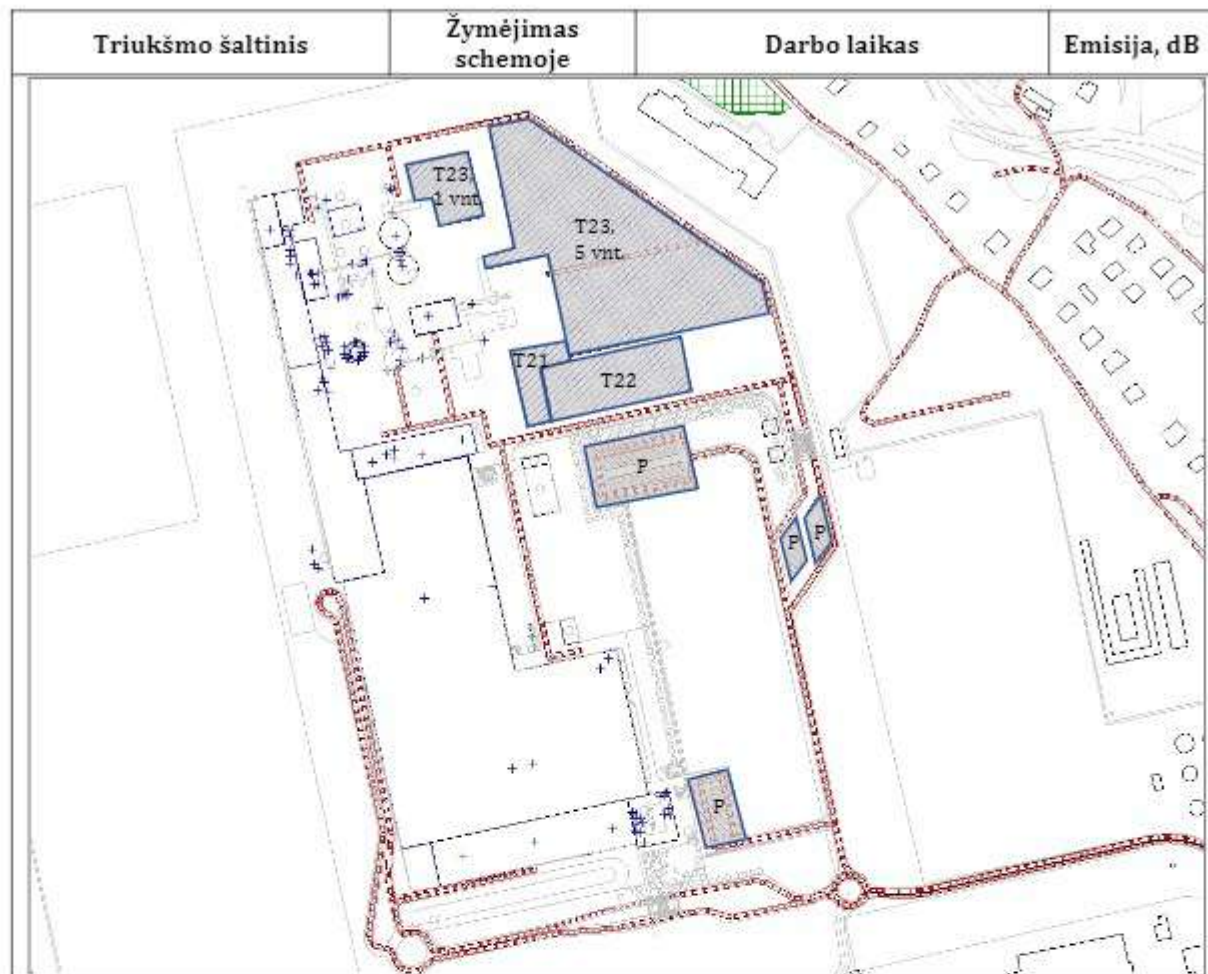 Triukšmo šaltinis
Žymėjimas
schemoje
Darbo laikas
Emisija, dB
T23,
1 vnt.
T23,
5 vnt.
T21
T22
P
P
P
P